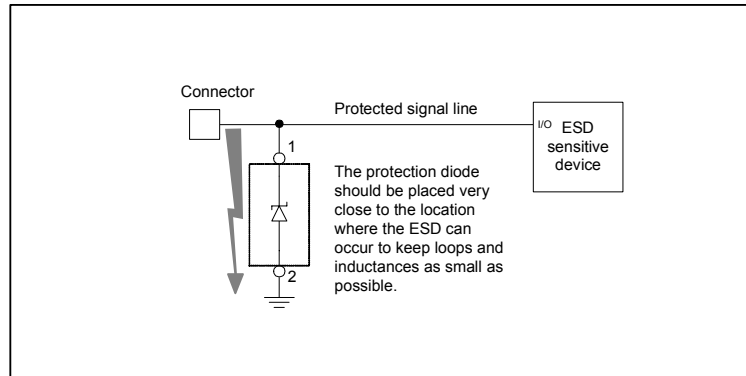 Connector
Protected signal line
I/O
ESD
sensitive
device
1
The protection diode
should be placed very
close to the location
where the ESD can
occur to keep loops and
inductances as small as
possible.
2